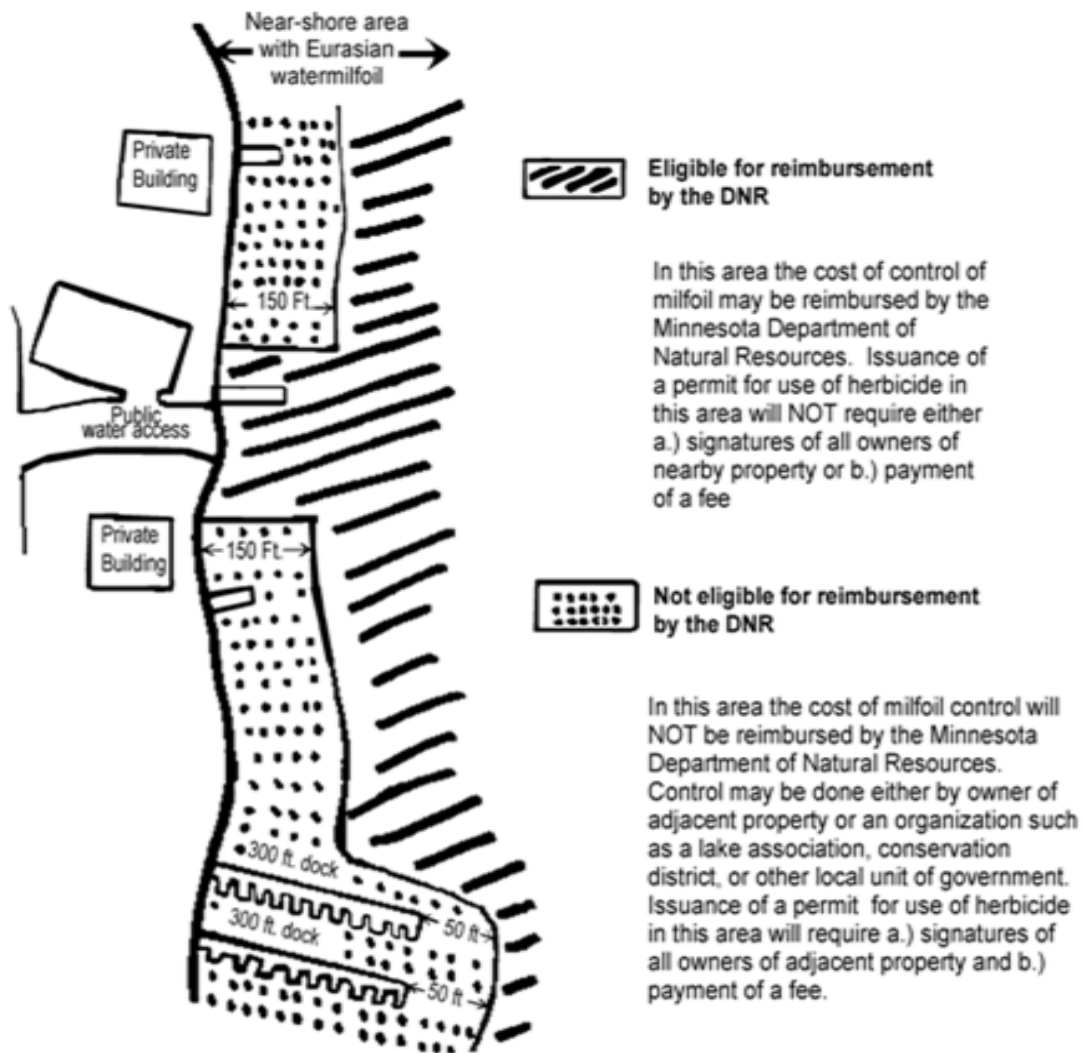 Near-shore area
with Eurasian
watermilfoil
Private
Building
150 Ft.
Public
water access
Private
Building
150 Ft.
300 ft. dock
50 ft
300 ft. dock
50 ft
Eligible for reimbursement
by the DNR
In this area the cost of control of
milfoil may be reimbursed by the
Minnesota Department of
Natural Resources. Issuance of
a permit for use of herbicide in
this area will NOT require either
a.) signatures of all owners of
nearby property or b.) payment
of a fee
Not eligible for reimbursement
by the DNR
In this area the cost of milfoil control will
NOT be reimbursed by the Minnesota
Department of Natural Resources.
Control may be done either by owner of
adjacent property or an organization such
as a lake association, conservation
district, or other local unit of government.
Issuance of a permit for use of herbicide
in this area will require a.) signatures of
all owners of adjacent property and b.)
payment of a fee.